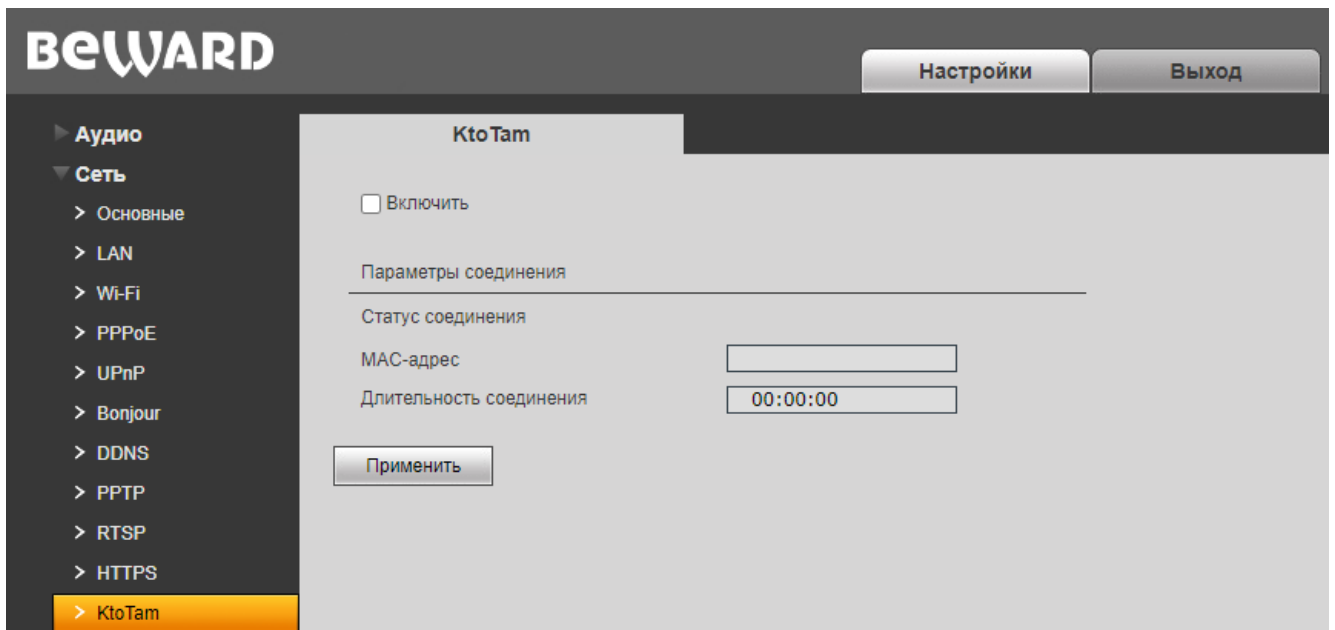 BEWARD
Настройки
Выход
Аудио
Сеть
Основные
LAN
Wi-Fi
PPPoE
UPnP
Bonjour
DDNS
PPTP
RTSP
HTTPS
KtoTam
KtoTam
Включить
Параметры соединения
Статус соединения
МАС-адрес
Длительность соединения 00:00:00
Применить